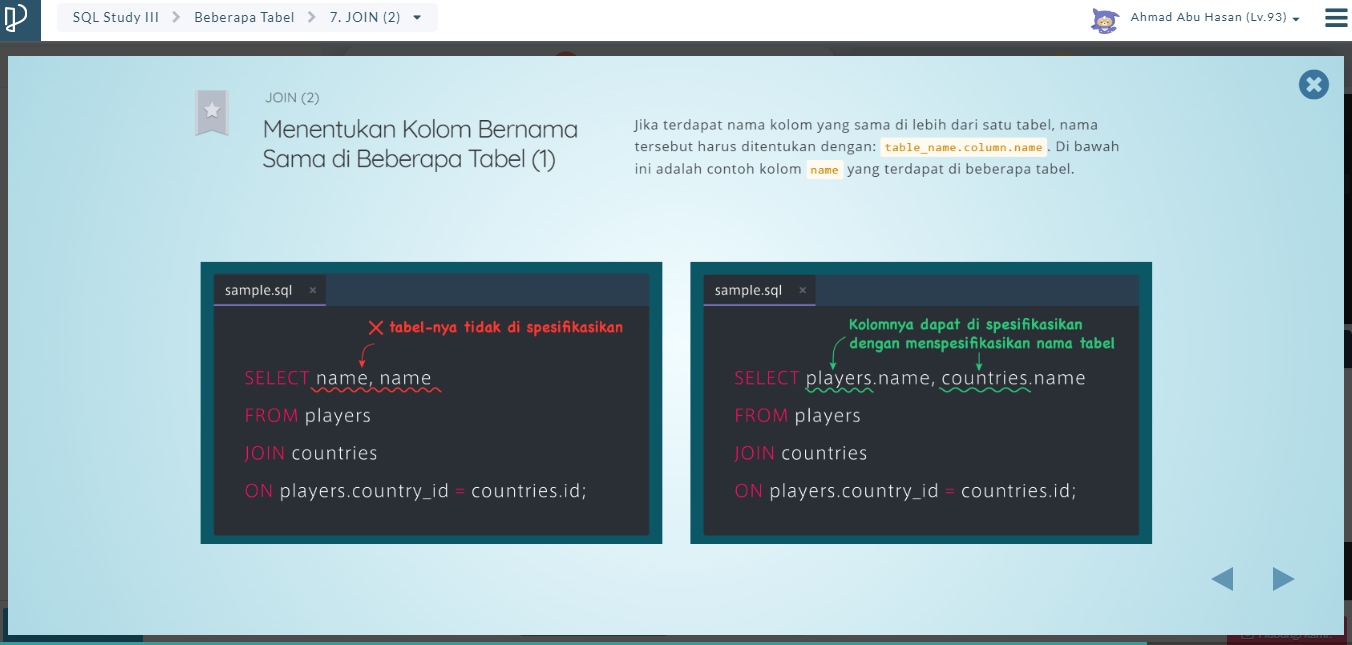 SQL Study III > Beberapa Tabel > 7. JOIN (2)
Ahmad Abu Hasan (Lv.93)
JOIN (2)
Menentukan Kolom Bernama
Sama di Beberapa Tabel (1)
Jika terdapat nama kolom yang sama di lebih dari satu tabel, nama
tersebut harus ditentukan dengan: table_name.column.name. Di bawah
ini adalah contoh kolom name yang terdapat di beberapa tabel.
sample.sql ×
tabel-nya tidak di spesifikasikan
SELECT name, name
FROM players
JOIN countries
ON players.country_id = countries.id;
sample.sql ×
Kolomnya dapat di spesifikasikan
dengan menspesifikasikan nama tabel
SELECT players.name, countries.name
FROM players
JOIN countries
ON players.country_id = countries.id;